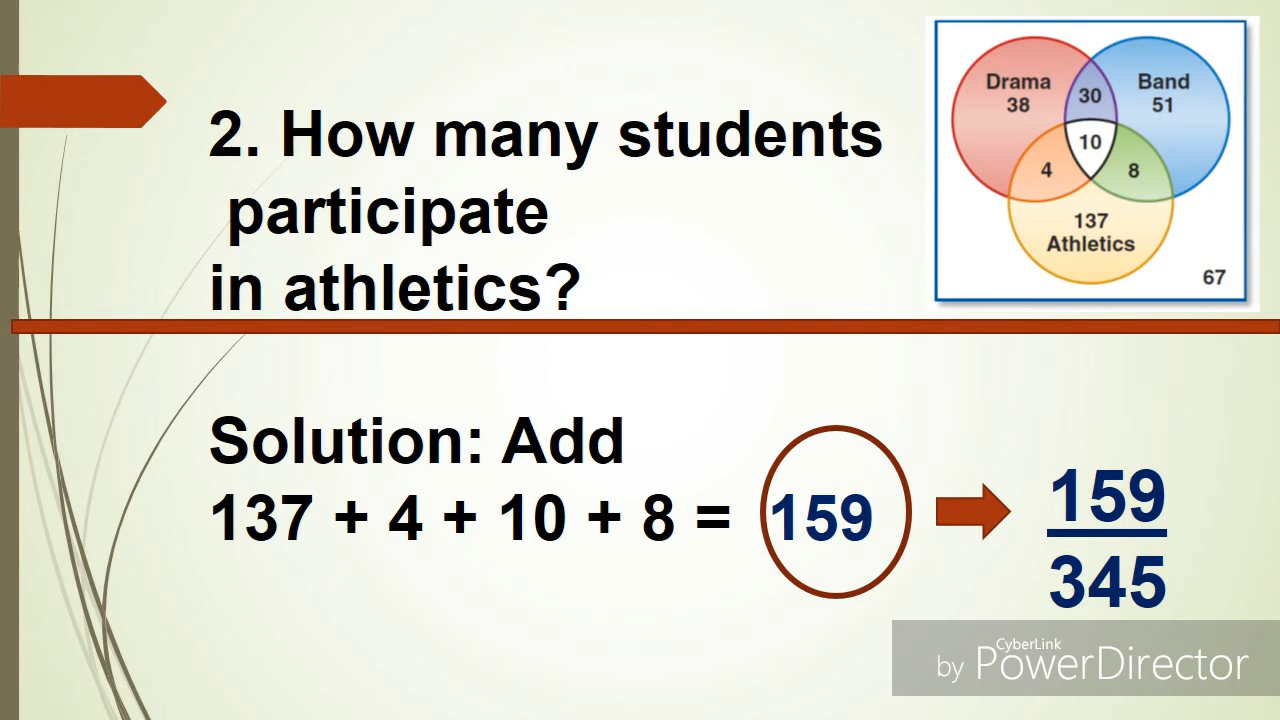 2. How many students
participate
in athletics?
Drama
38
30
Band
51
10
4
8
137
Athletics
67
Solution: Add
137 + 4 + 10 + 8 = 159
159
345
CyberLink
by PowerDirector